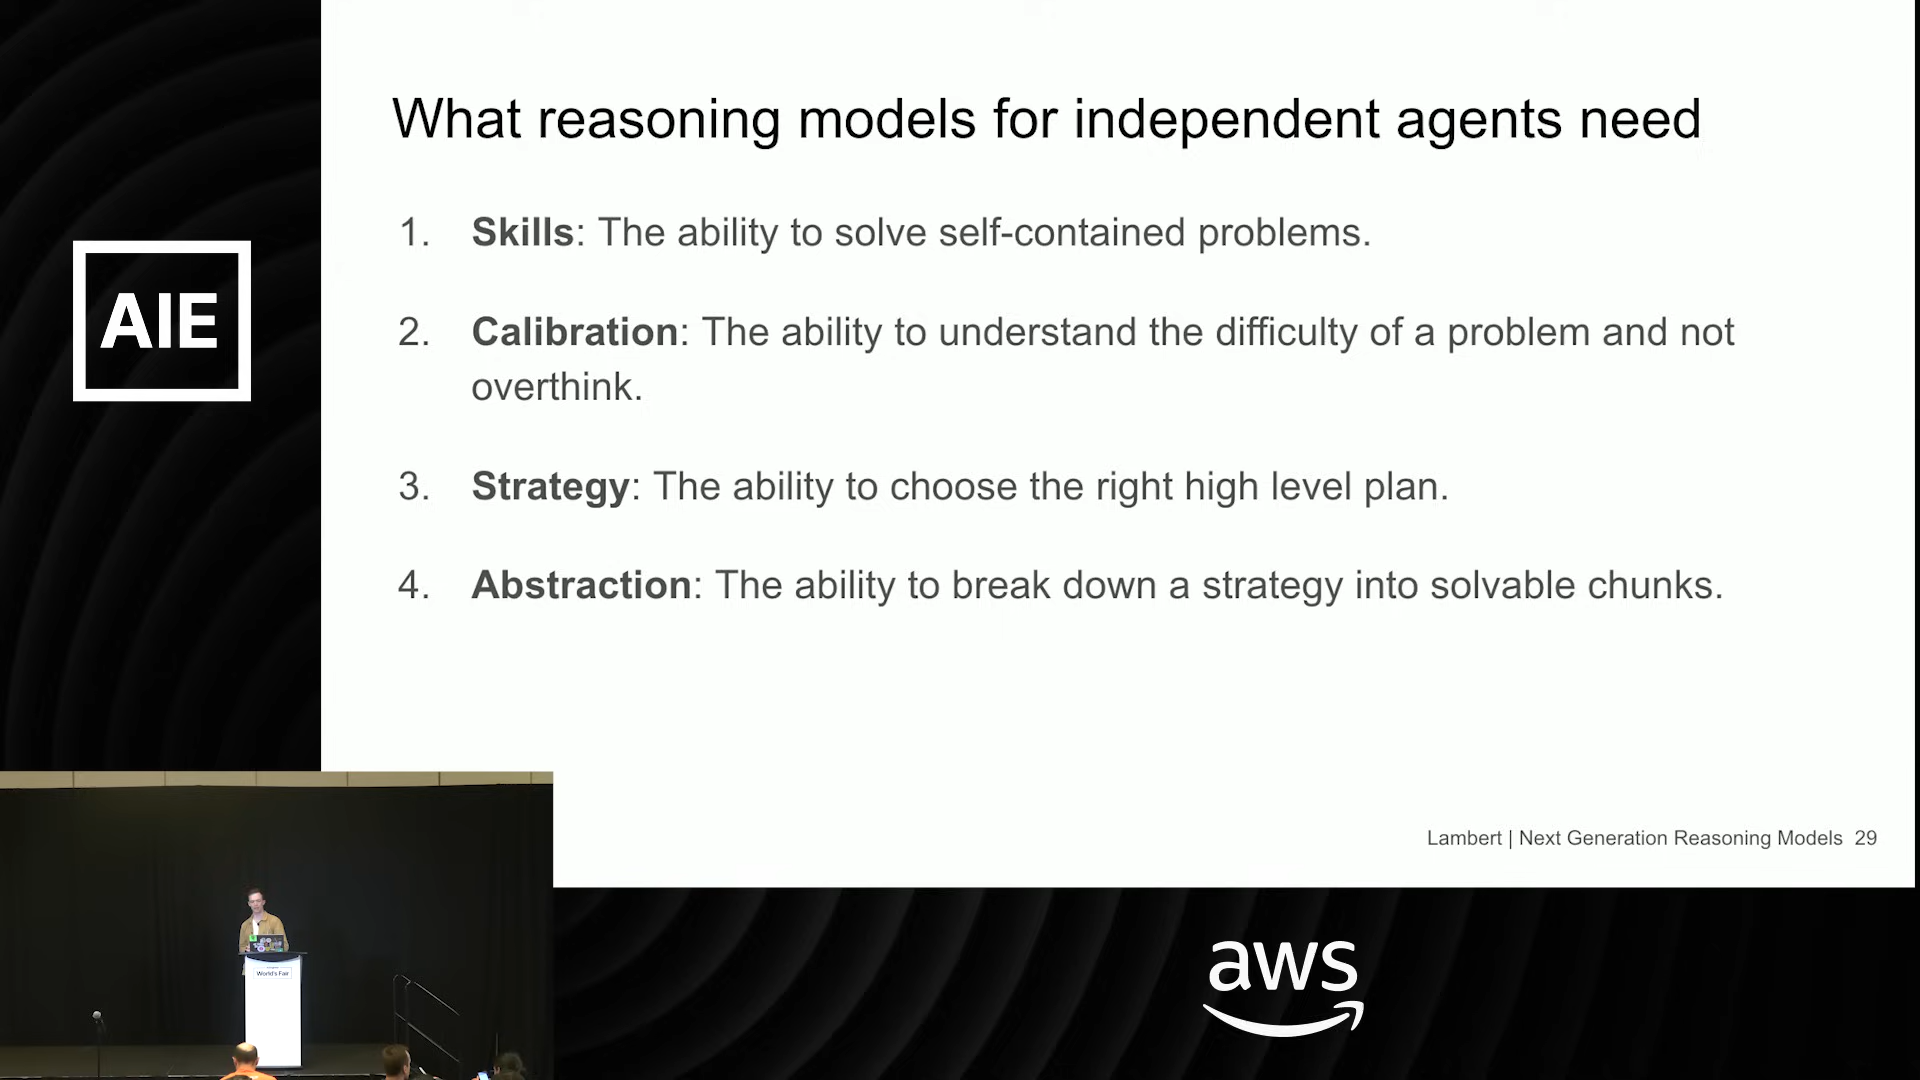 What reasoning models for independent agents need
1. Skills: The ability to solve self-contained problems.
2. Calibration: The ability to understand the difficulty of a problem and not
overthink.
3. Strategy: The ability to choose the right high level plan.
4. Abstraction: The ability to break down a strategy into solvable chunks.
Lambert | Next Generation Reasoning Models 29
AIE
World's Fair
aws